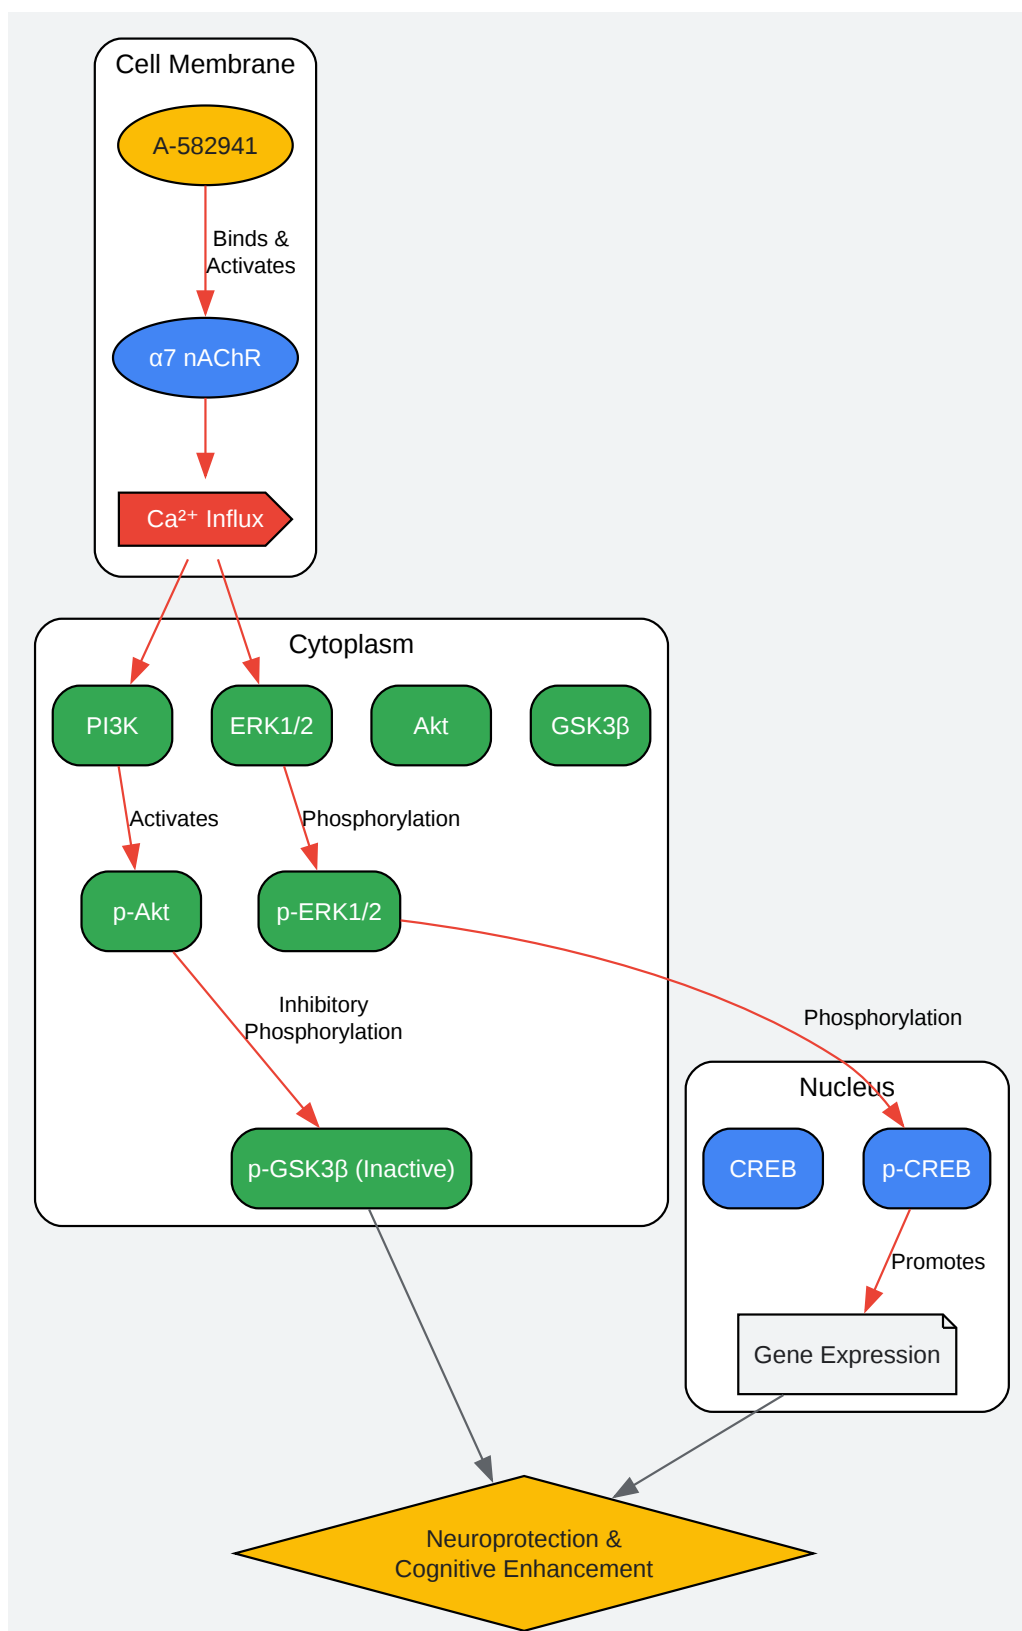 Cell Membrane
A-582941
Binds &
Activates
α7 nAChR
Ca²⁺ Influx
Cytoplasm
PI3K
ERK1/2
Akt
GSK3β
Activates
Phosphorylation
p-Akt
p-ERK1/2
Inhibitory
Phosphorylation
Phosphorylation
Nucleus
p-GSK3β (Inactive)
CREB
p-CREB
Promotes
Gene Expression
Neuroprotection &
Cognitive Enhancement